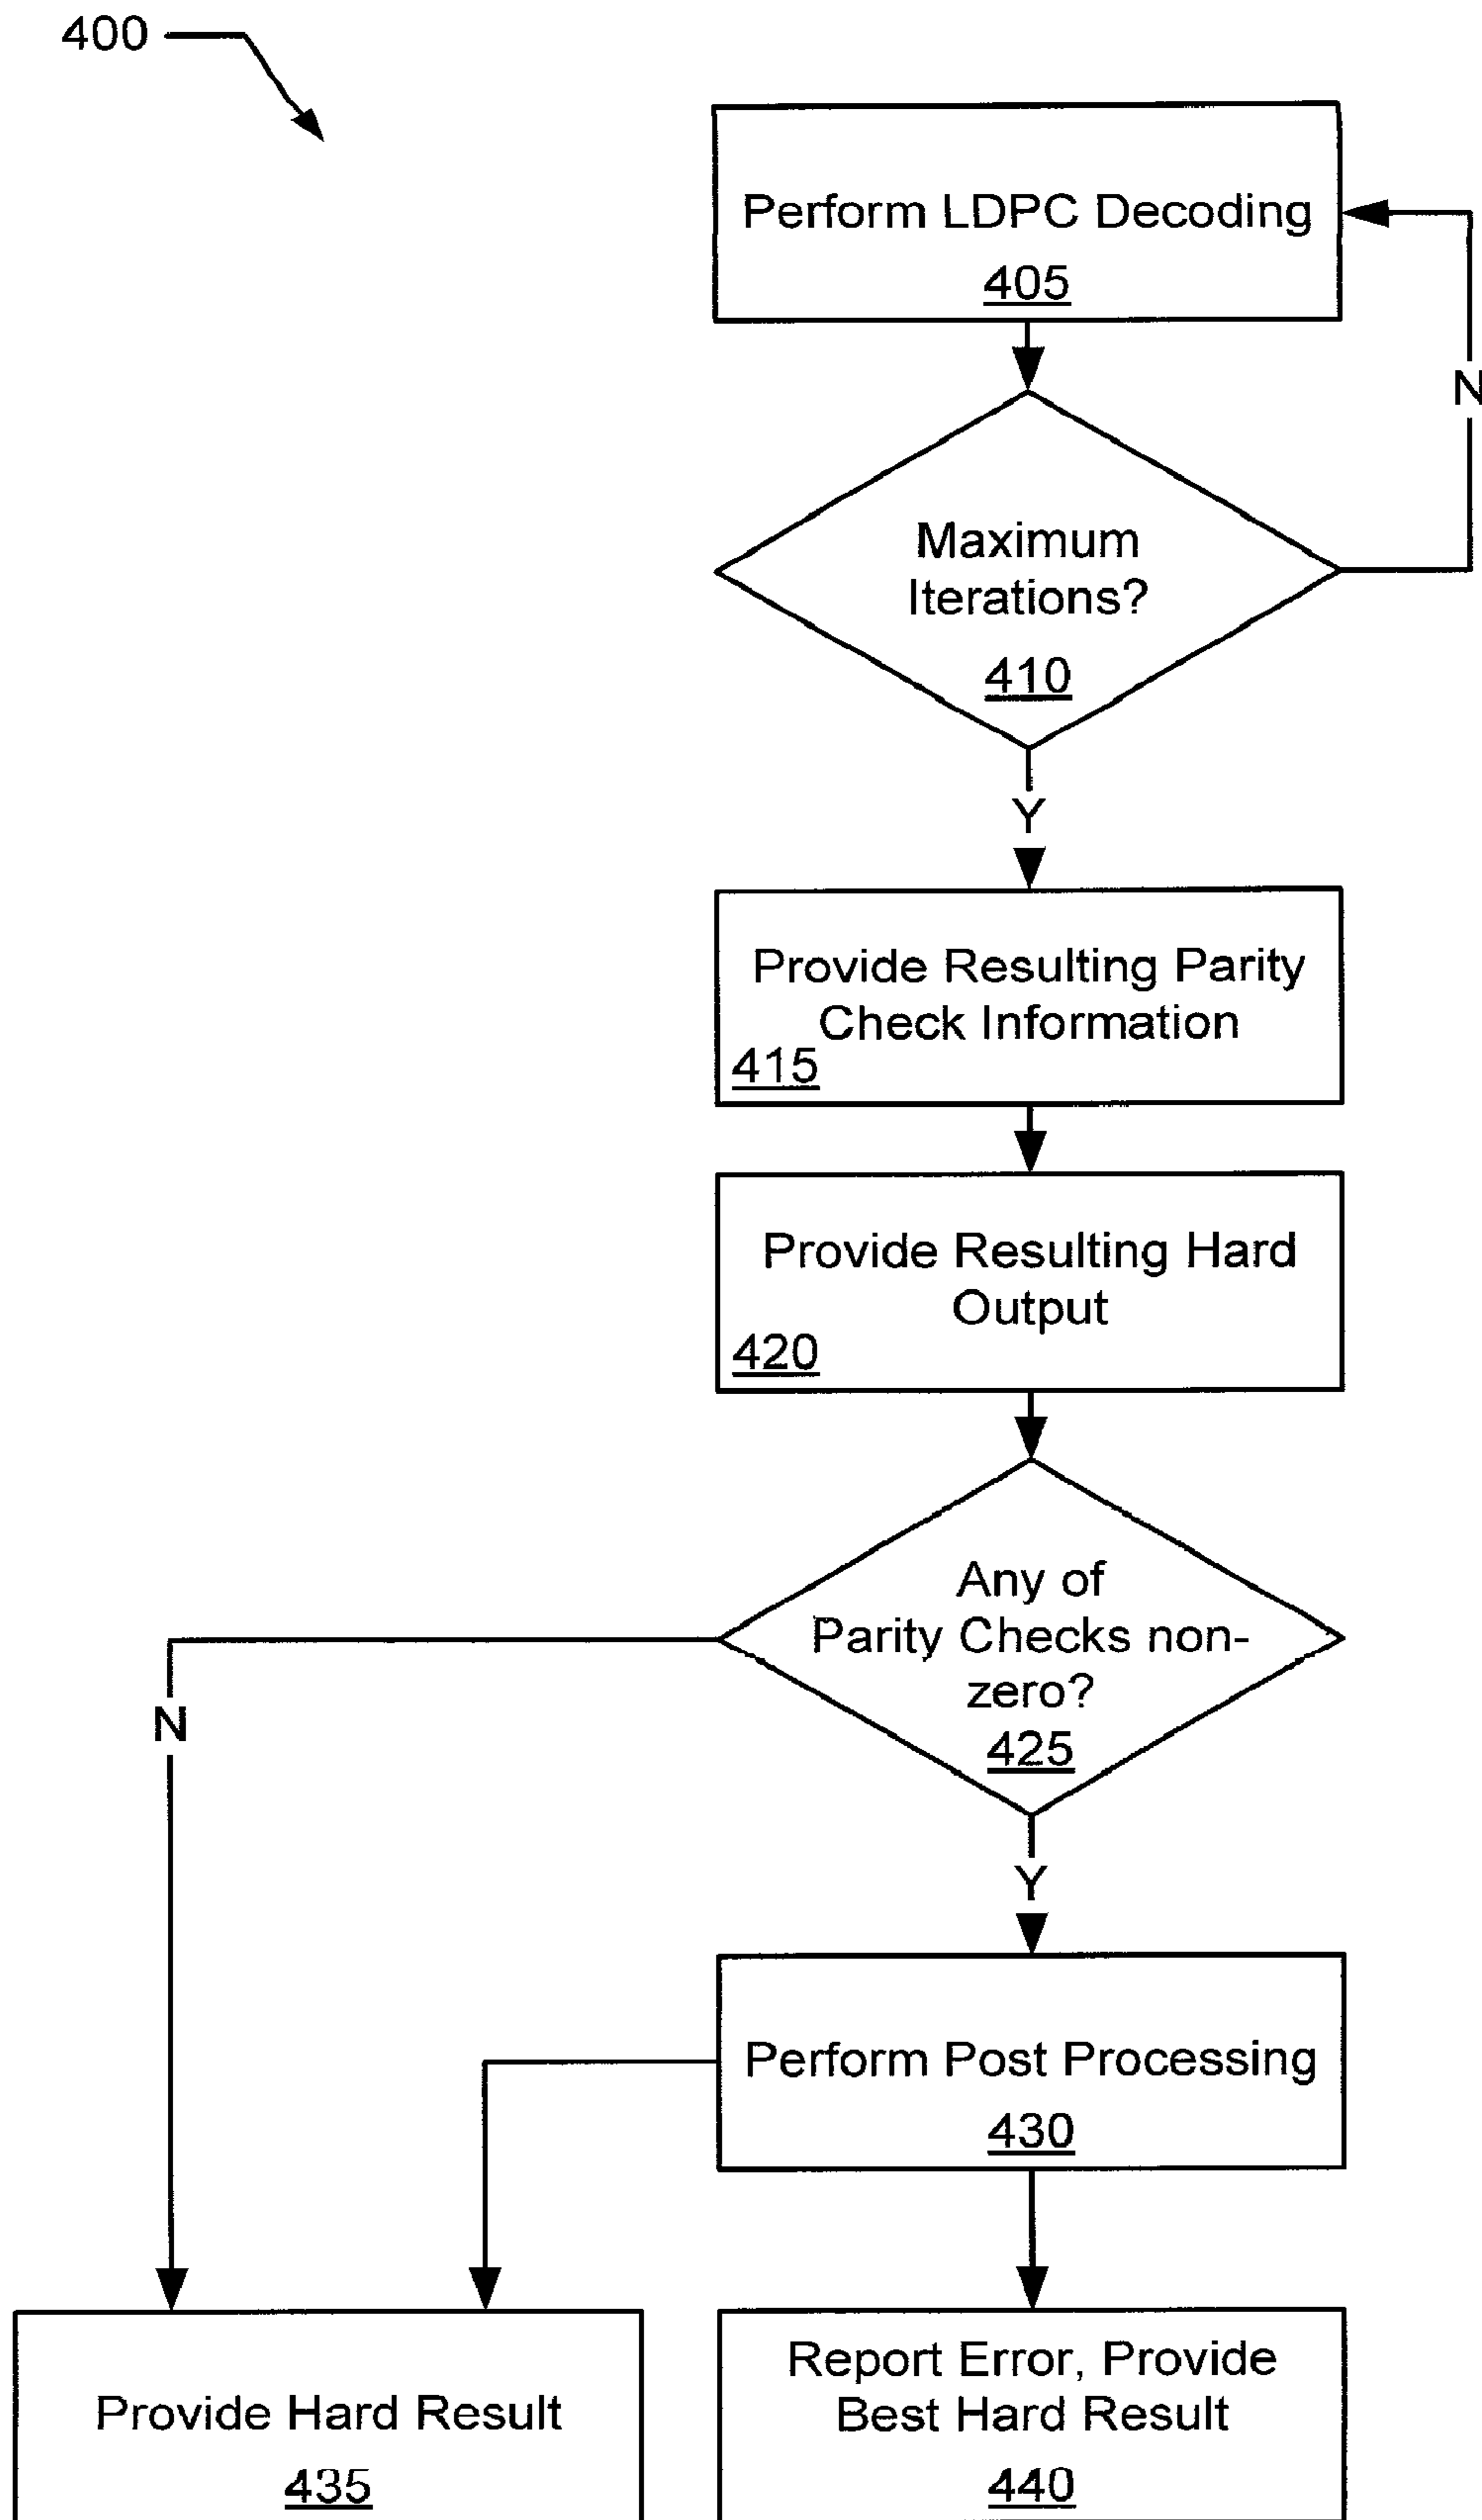 400
Perform LDPC Decoding
405
N
Maximum
Iterations?
410
Y
Provide Resulting Parity
Check Information
415
Provide Resulting Hard
Output
420
Any of
Parity Checks non-
zero?
425
N
Y
Perform Post Processing
430
Provide Hard Result
435
Report Error, Provide
Best Hard Result
440